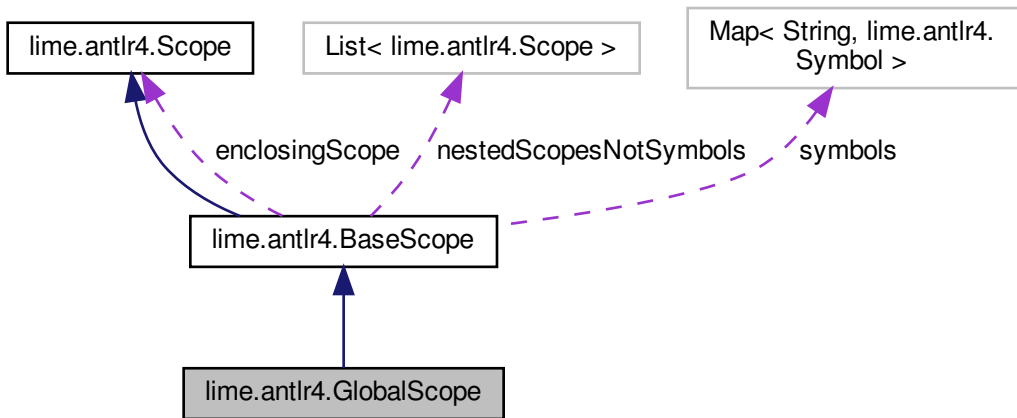 lime.antlr4.Scope
List< lime.antlr4.Scope >
Map< String, lime.antlr4.
Symbol >
enclosingScope
nestedScopesNotSymbols
symbols
lime.antlr4.BaseScope
lime.antlr4.GlobalScope